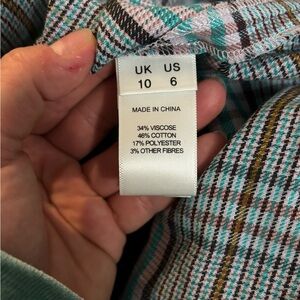 UK US
10 6
MADE IN CHINA
34% VISCOSE
46% COTTON
17% POLYESTER
3% OTHER FIBRES